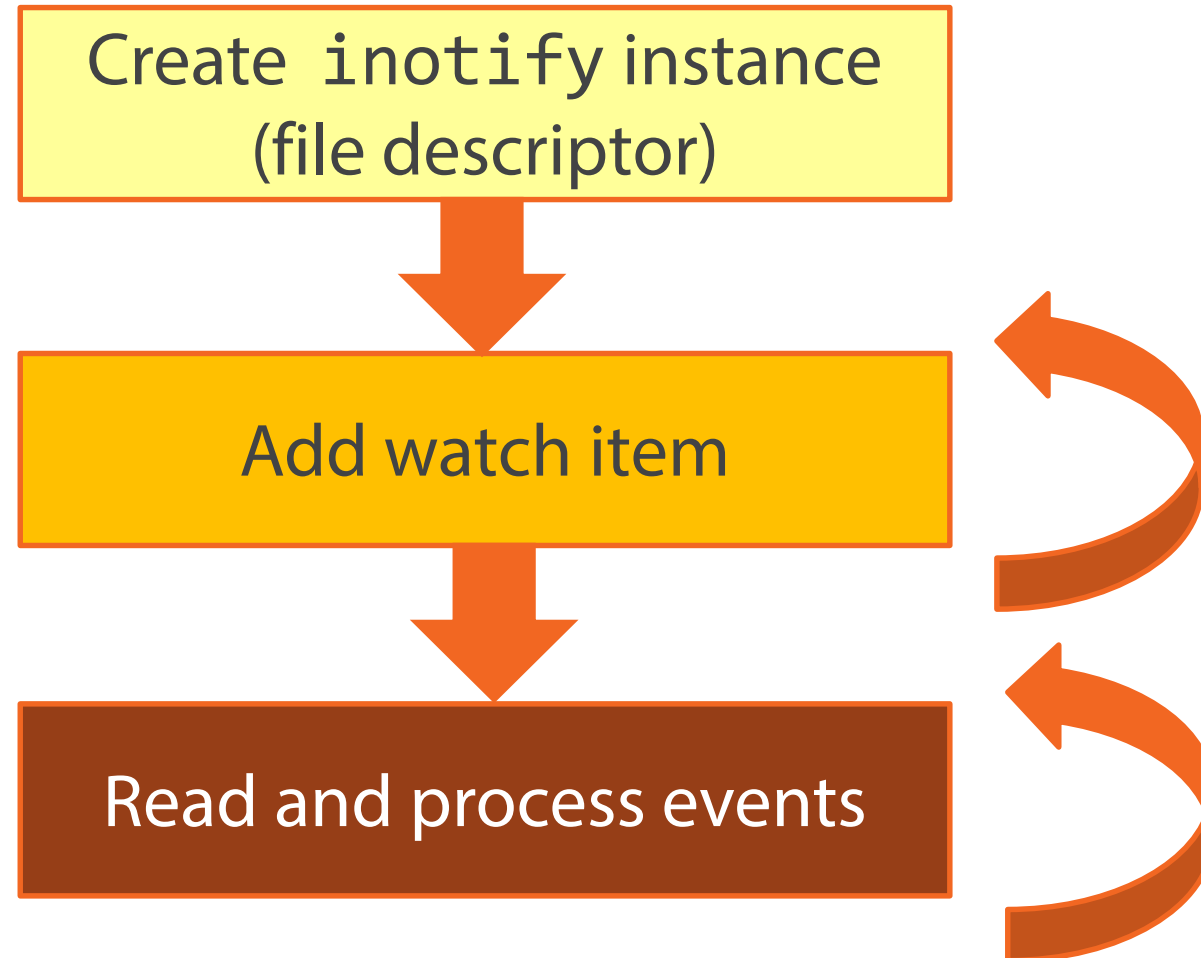 Create inotify instance
(file descriptor)
Add watch item
Read and process events